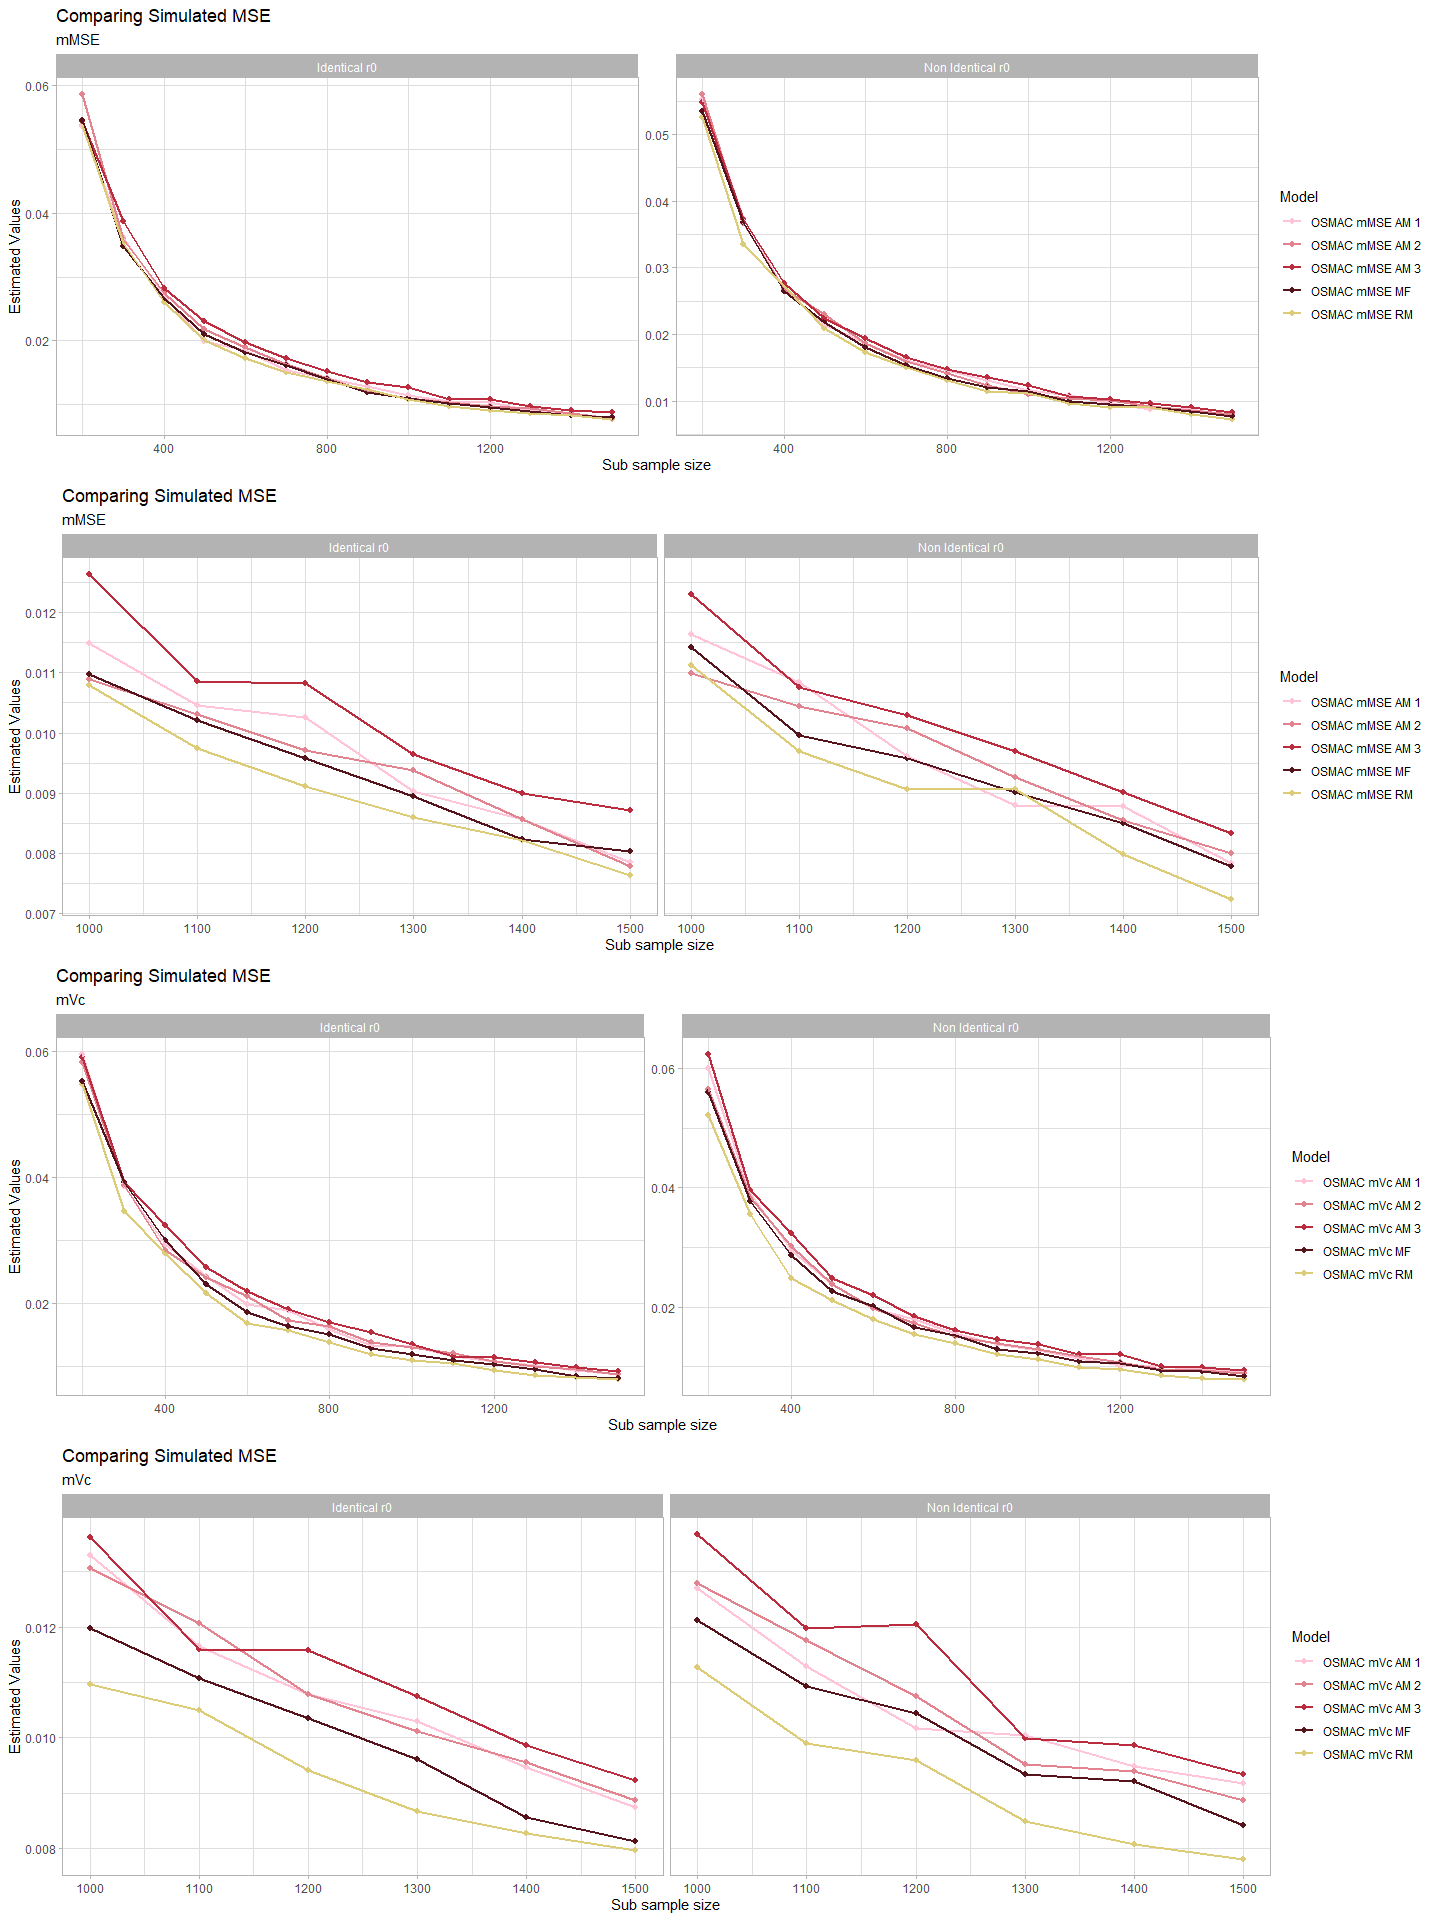 Comparing Simulated MSE
mMSE
Identical r0
Non Identical r0
Estimated Values
0.06
0.04
0.02
0.05
0.04
0.03
0.02
0.01
400 800 1200
400 800 1200
Sub sample size
Model
OSMAC mMSE AM 1
OSMAC mMSE AM 2
OSMAC mMSE AM 3
OSMAC mMSE MF
OSMAC mMSE RM
Comparing Simulated MSE
mMSE
Identical r0
Non Identical r0
Estimated Values
0.012
0.011
0.010
0.009
0.008
0.007
1000 1100 1200 1300 1400 1500
1000 1100 1200 1300 1400 1500
Sub sample size
Model
OSMAC mMSE AM 1
OSMAC mMSE AM 2
OSMAC mMSE AM 3
OSMAC mMSE MF
OSMAC mMSE RM
Comparing Simulated MSE
mVc
Identical r0
Non Identical r0
Estimated Values
0.06
0.04
0.02
0.06
0.04
0.02
400 800 1200
400 800 1200
Sub sample size
Model
OSMAC mVc AM 1
OSMAC mVc AM 2
OSMAC mVc AM 3
OSMAC mVc MF
OSMAC mVc RM
Comparing Simulated MSE
mVc
Identical r0
Non Identical r0
Estimated Values
0.012
0.010
0.008
1000 1100 1200 1300 1400 1500
1000 1100 1200 1300 1400 1500
Sub sample size
Model
OSMAC mVc AM 1
OSMAC mVc AM 2
OSMAC mVc AM 3
OSMAC mVc MF
OSMAC mVc RM